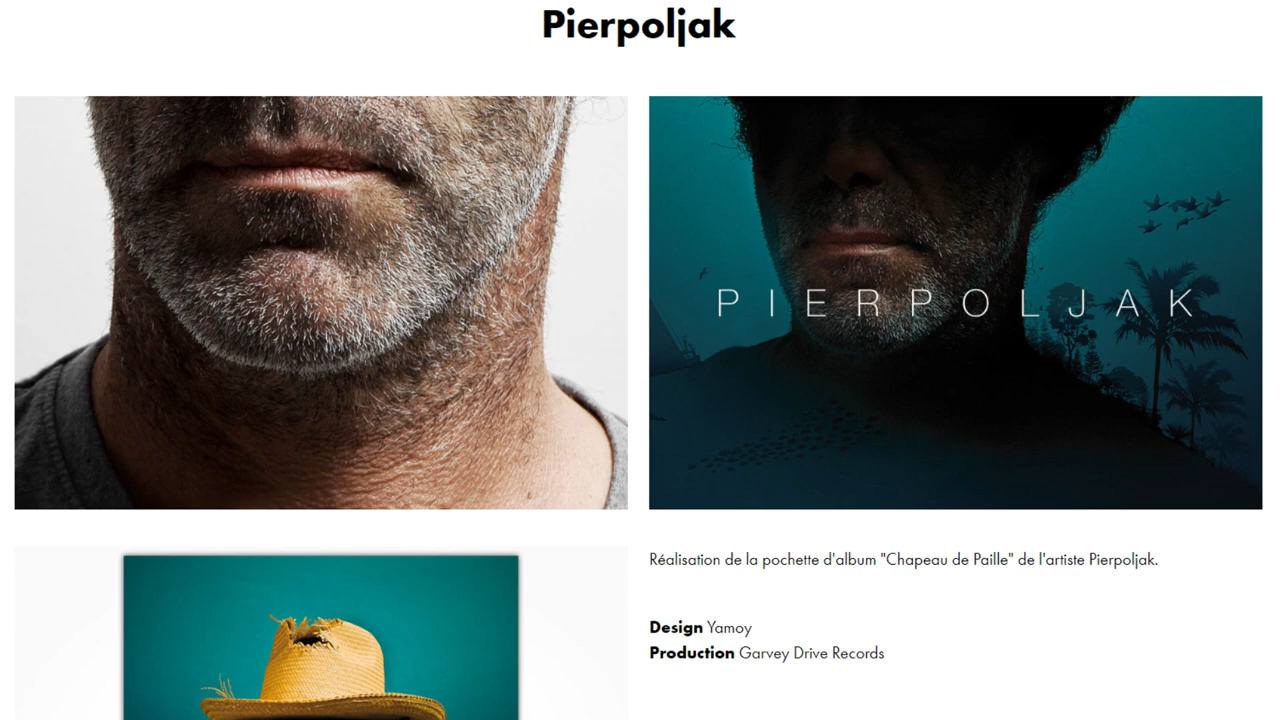 Pierpoljak
PIERPOLJAK
Réalisation de la pochette d'album "Chapeau de Paille" de l'artiste Pierpoljak.
Design Yamoy
Production Garvey Drive Records